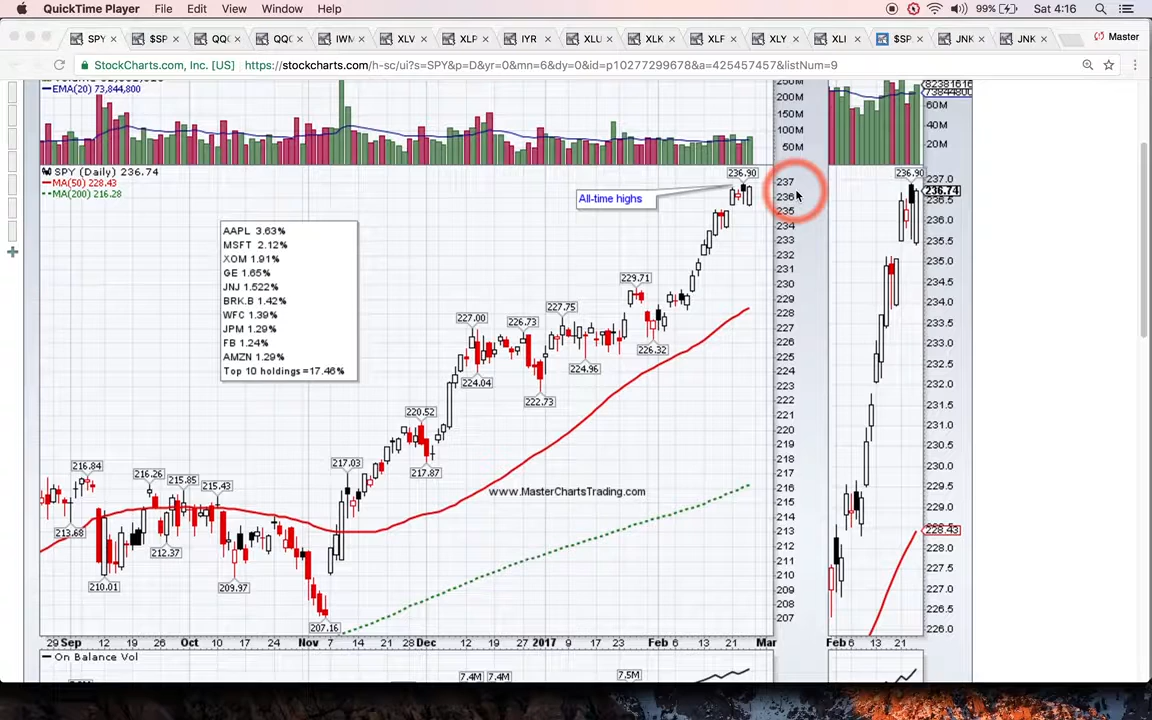 QuickTime Player File Edit View Window Help 99% Sat 4:16
SPY × $SP × QQC × QQC × IWM × XLV × XLP × IYR × XLU × XLK × XLF × XLY × XLI × $SP × JNK × JNK × Master
StockCharts.com, Inc. [US] https://stockcharts.com/h-sc/ui?s=SPY&p=D&yr=0&mn=6&dy=0&id=p10277299678&a=425457457&listNum=9
EMA(20) 73,844,800
250M
200M
150M
100M
50M
82381616
73844800
60M
40M
20M
SPY (Daily) 236.74
MA(50) 228.43
MA(200) 216.28
All-time highs
236.90
AAPL 3.63%
MSFT 2.12%
XOM 1.91%
GE 1.65%
JNJ 1.522%
BRK.B 1.42%
WFC 1.39%
JPM 1.29%
FB 1.24%
AMZN 1.29%
Top 10 holdings=17.46%
216.84
213.68
210.01
216.26
212.37
215.85
215.43
209.97
207.16
217.03
220.52
217.87
227.00
224.04
226.73
222.73
227.75
224.96
229.71
226.32
www.MasterChartsTrading.com
237
236
235
234
233
232
231
230
229
228
227
226
225
224
223
222
221
220
219
218
217
216
215
214
213
212
211
210
209
208
207
29 Sep 12 19 26 Oct 10 17 24 Nov 7 14 21 28 Dec 12 19 27 2017 9 17 23 Feb 6 13 21 Mar
236.90
237.0
236.74
236.5
236.0
235.5
235.0
234.5
234.0
233.5
233.0
232.5
232.0
231.5
231.0
230.5
230.0
229.5
229.0
228.43
228.0
227.5
227.0
226.5
226.0
Feb 6 13 21
On Balance Vol
7.4M 7.4M 7.5M